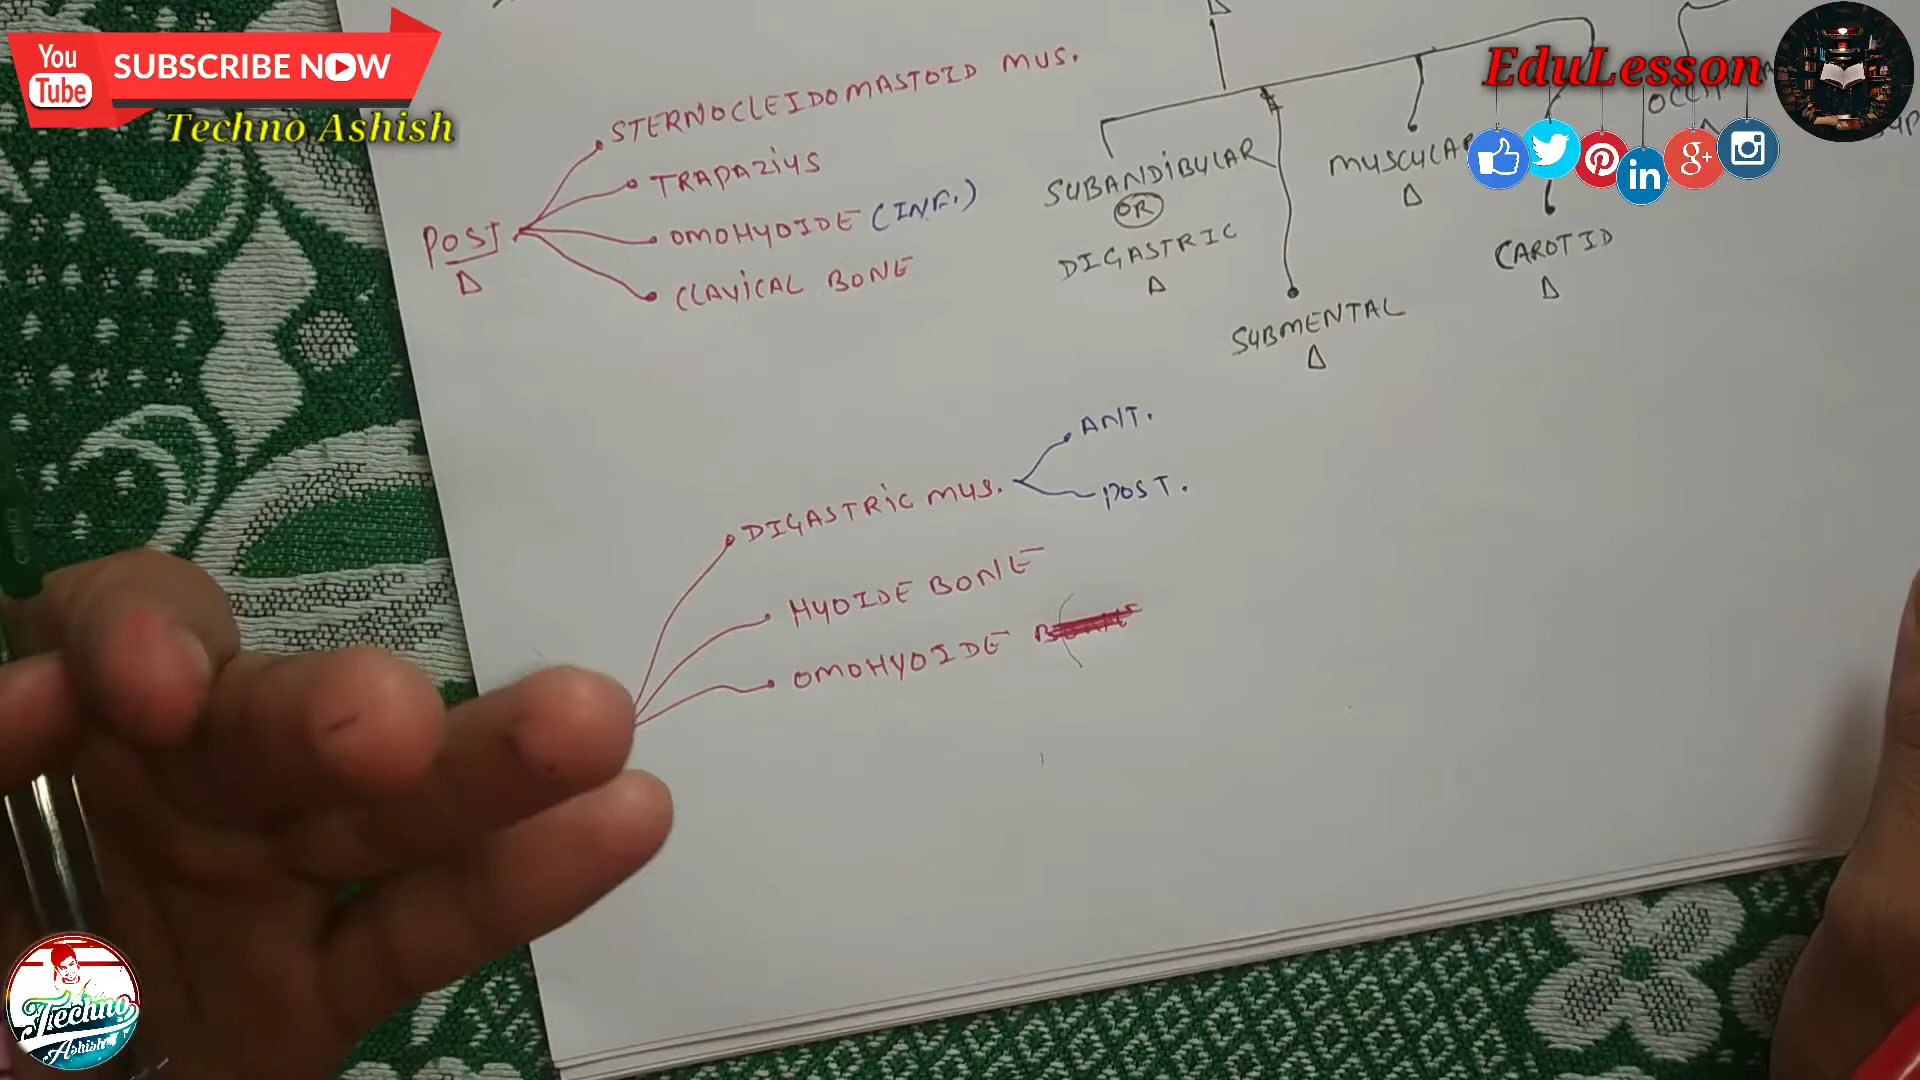 You Tube SUBSCRIBE NOW
Techno Ashish
EduLesson
STERNOCLEIDOMASTOID MUS.
TRAPAZIUS
OMOHYOIDE (INF.)
CLAVICAL BONE
POST
Δ
Δ
SUBANDIBULAR
OR
DIGASTRIC
Δ
SUBMENTAL
Δ
MUSCULAR
Δ
CAROTID
Δ
DIGASTRIC MUS.
ANT.
POST.
HYOIDE BONE
OMOHYOIDE
Techno
Ashish